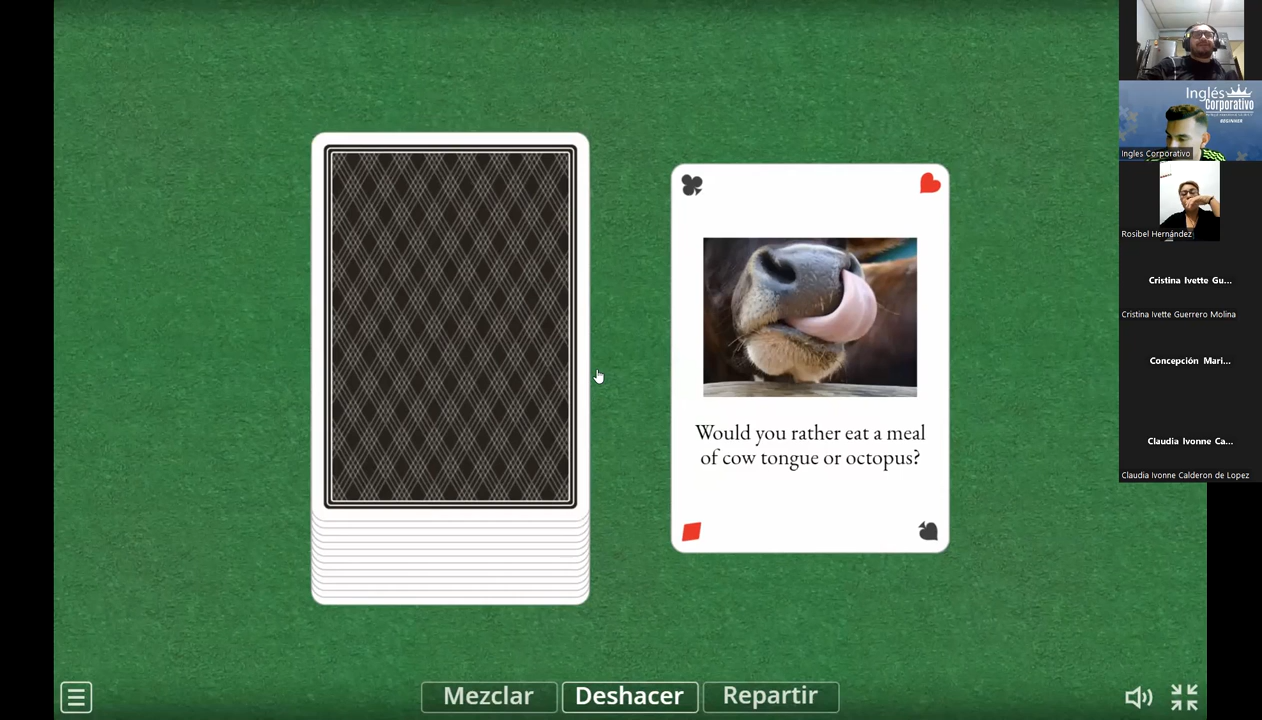 Would you rather eat a meal
of cow tongue or octopus?
Mezclar
Deshacer
Repartir
Inglés
Corporativo
BEGINNER
Ingles Corporativo
Rosibel Hernández
Cristina Ivette Gu...
Cristina Ivette Guerrero Molina
Concepción Mari...
Claudia Ivonne Ca...
Claudia Ivonne Calderon de Lopez